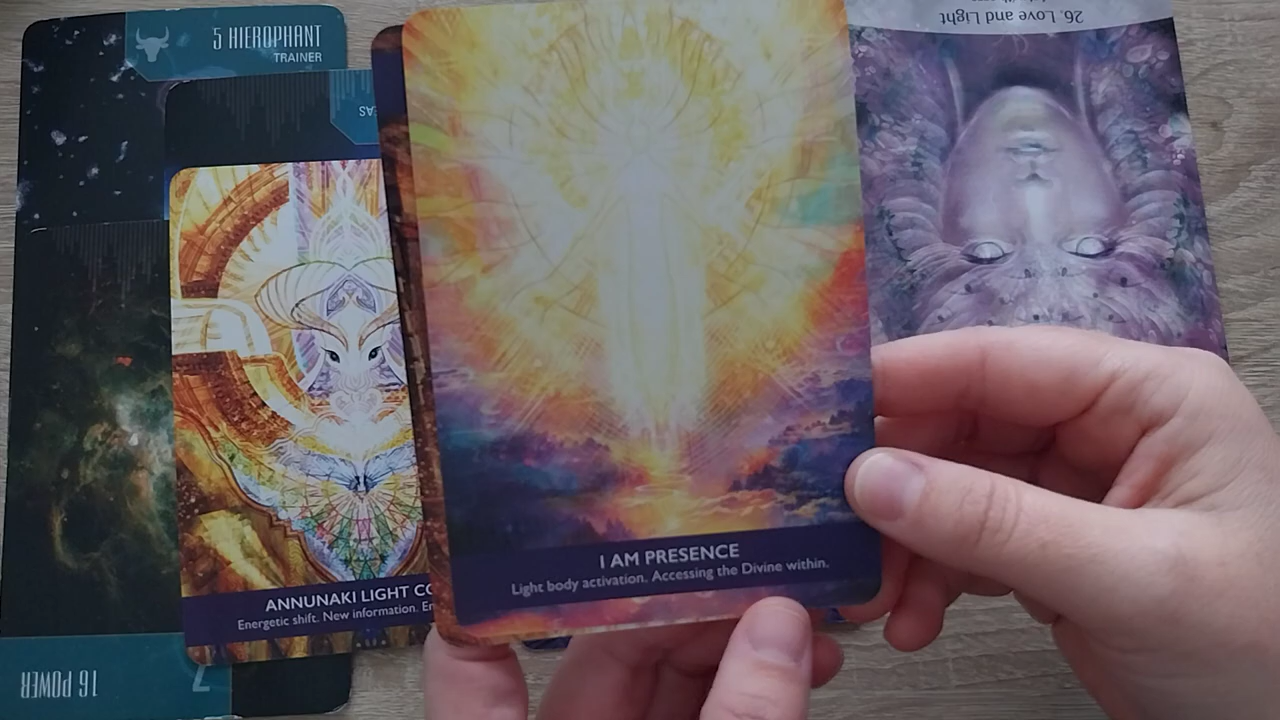 5 HIEROPHANT
TRAINER
26. Love and Light
I AM PRESENCE
Light body activation. Accessing the Divine within.
ANNUNAKI LIGHT
Energetic shift. New information.
16 POWER
7